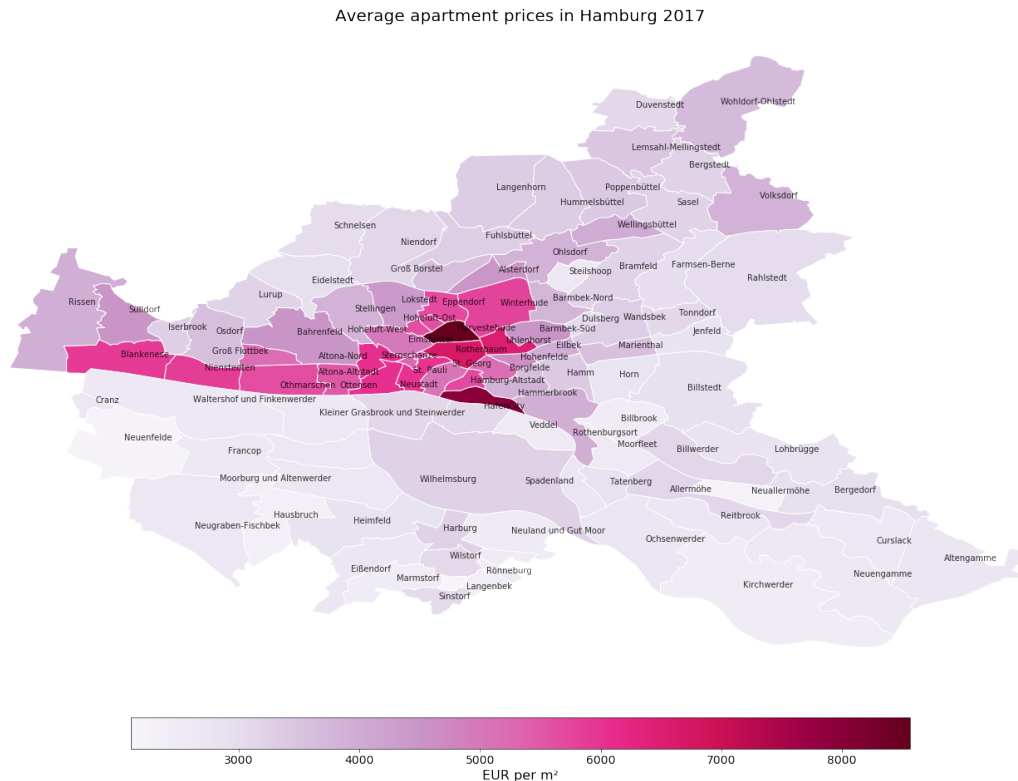 Average apartment prices in Hamburg 2017
Duvenstedt
Wohldorf-Ohlstedt
Lemsahl-Mellingstedt
Bergstedt
Langenhorn
Poppenbüttel
Hummelsbüttel
Sasel
Volksdorf
Schnelsen
Wellingsbüttel
Fuhlsbüttel
Niendorf
Ohlsdorf
Groß Borstel
Alsterdorf
Steilshoop
Bramfeld
Farmsen-Berne
Rahlstedt
Eidelstedt
Lurup
Rissen
Sülldorf
Lokstedt
Eppendorf
Winterhude
Barmbek-Nord
Stellingen
Iserbrook
Osdorf
Bahrenfeld
Hoheluft-Ost
Hoheluft-West
Harvestehude
Barmbek-Süd
Dulsberg
Wandsbek
Tonndorf
Jenfeld
Eimsbüttel
Uhlenhorst
Eilbek
Marienthal
Blankenese
Groß Flottbek
Altona-Nord
Sternschanze
Rotherbaum
Hohenfelde
Nienstedten
Altona-Altstadt
St. Pauli
St. Georg
Borgfelde
Hamm
Horn
Othmarschen
Ottensen
Neustadt
Hamburg-Altstadt
Hammerbrook
Billstedt
Cranz
Waltershof und Finkenwerder
Kleiner Grasbrook und Steinwerder
HafenCity
Veddel
Rothenburgsort
Billbrook
Neuenfelde
Francop
Moorfleet
Billwerder
Lohbrügge
Moorburg und Altenwerder
Wilhelmsburg
Spadenland
Tatenberg
Allermöhe
Neuallermöhe
Bergedorf
Neugraben-Fischbek
Hausbruch
Heimfeld
Harburg
Neuland und Gut Moor
Reitbrook
Ochsenwerder
Curslack
Altengamme
Wilstorf
Eißendorf
Marmstorf
Rönneburg
Langenbek
Sinstorf
Kirchwerder
Neuengamme
3000 4000 5000 6000 7000 8000
EUR per m²